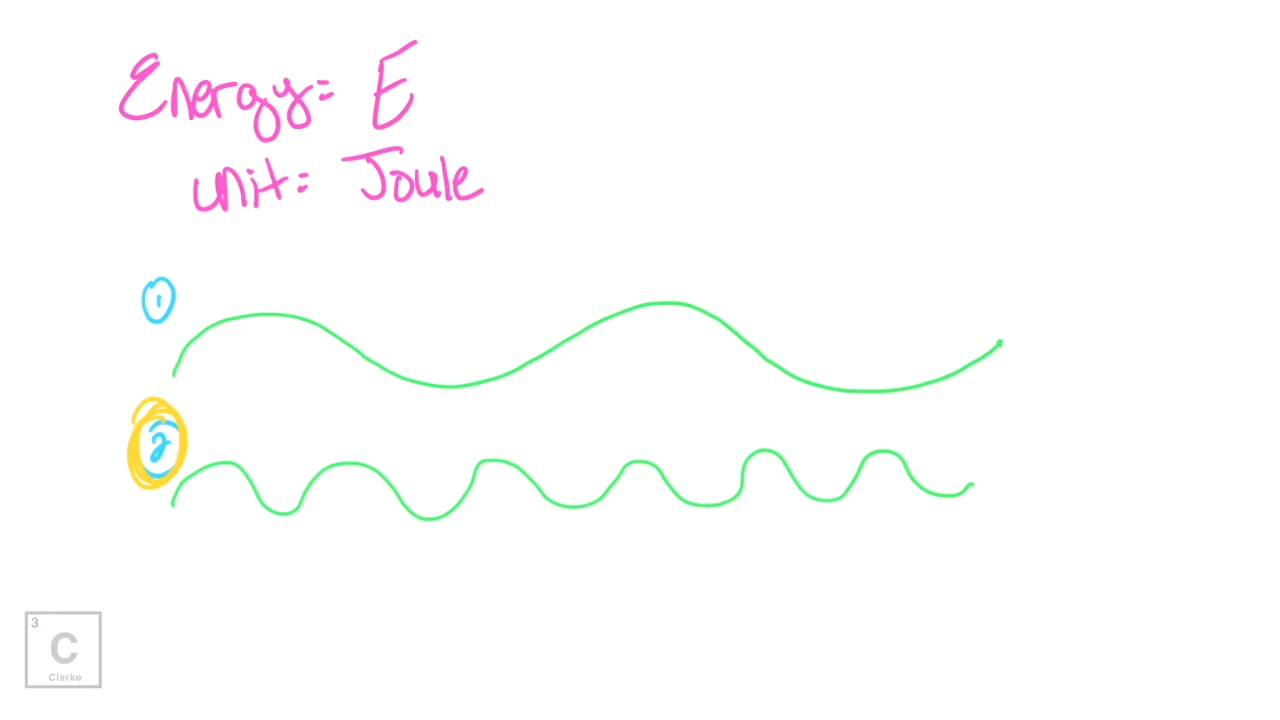 Energy = E
unit = Joule
1
2
3
C
Clarke